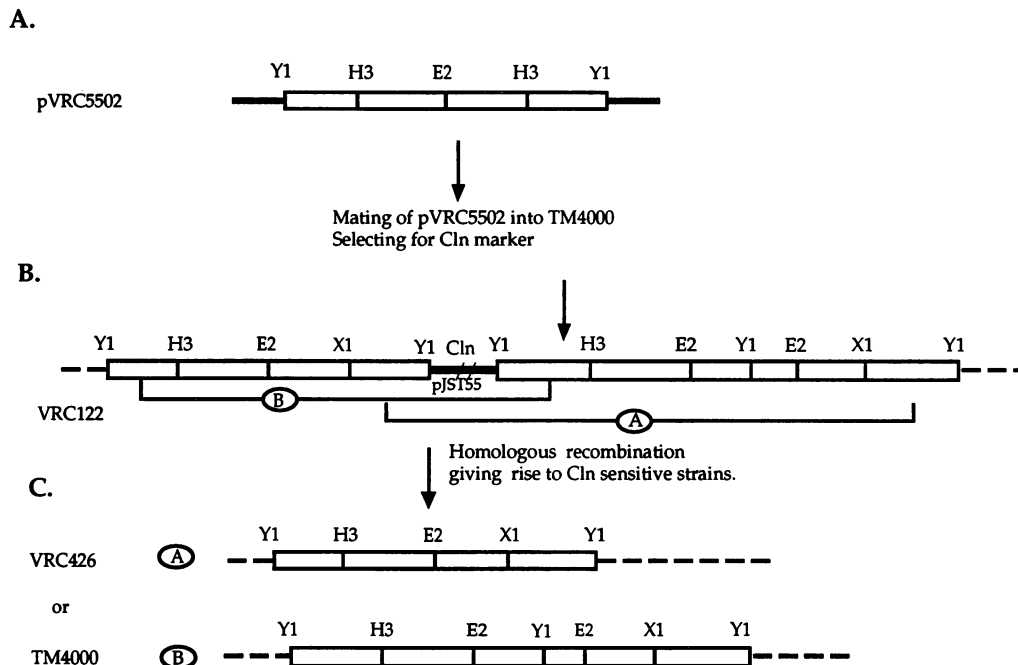 A.
Y1 H3 E2 H3 Y1
pVRC5502
Mating of pVRC5502 into TM4000
Selecting for Cln marker
B.
Y1 H3 E2 X1 Y1 Cln Y1 H3 E2 Y1 E2 X1 Y1
pJST55
B
VRC122
A
Homologous recombination
giving rise to Cln sensitive strains.
C.
Y1 H3 E2 X1 Y1
VRC426 A
or
Y1 H3 E2 Y1 E2 X1 Y1
TM4000 B